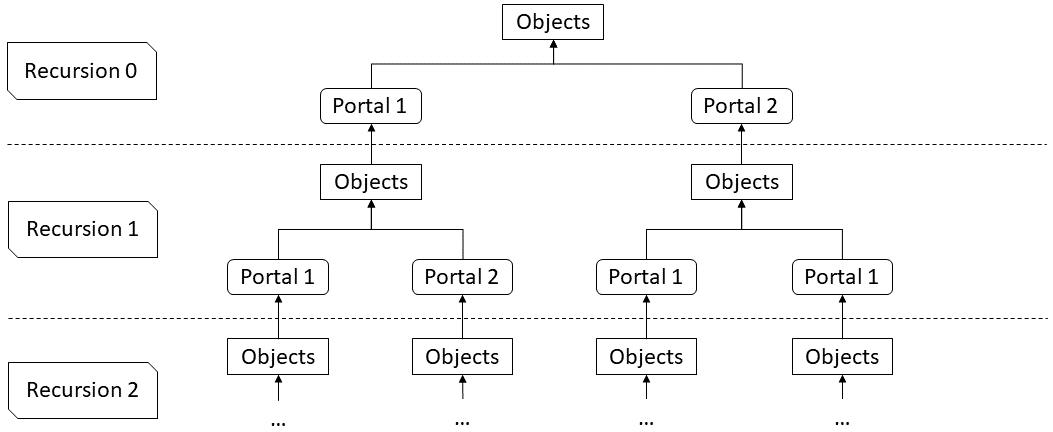 Objects
Recursion 0
Portal 1
Portal 2
Objects
Objects
Recursion 1
Portal 1
Portal 2
Portal 1
Portal 1
Objects
Objects
Objects
Objects
Recursion 2
...
...
...
...